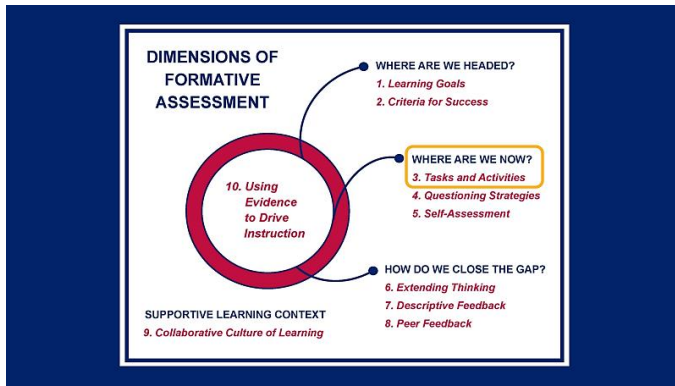 DIMENSIONS OF
FORMATIVE
ASSESSMENT
WHERE ARE WE HEADED?
1. Learning Goals
2. Criteria for Success
10. Using
Evidence
to Drive
Instruction
WHERE ARE WE NOW?
3. Tasks and Activities
4. Questioning Strategies
5. Self-Assessment
HOW DO WE CLOSE THE GAP?
6. Extending Thinking
7. Descriptive Feedback
8. Peer Feedback
SUPPORTIVE LEARNING CONTEXT
9. Collaborative Culture of Learning